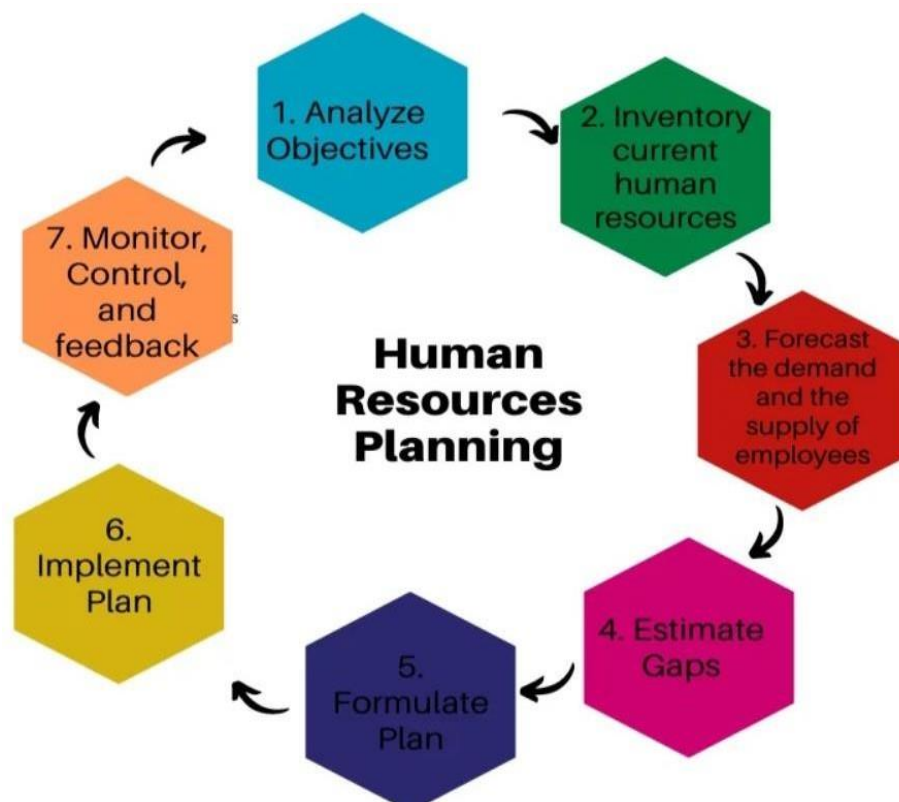 1. Analyze
Objectives
2. Inventory
current
human
resources
3. Forecast
the demand
and the
supply of
employees
4. Estimate
Gaps
5.
Formulate
Plan
6.
Implement
Plan
7. Monitor,
Control,
and
feedback
s
Human
Resources
Planning